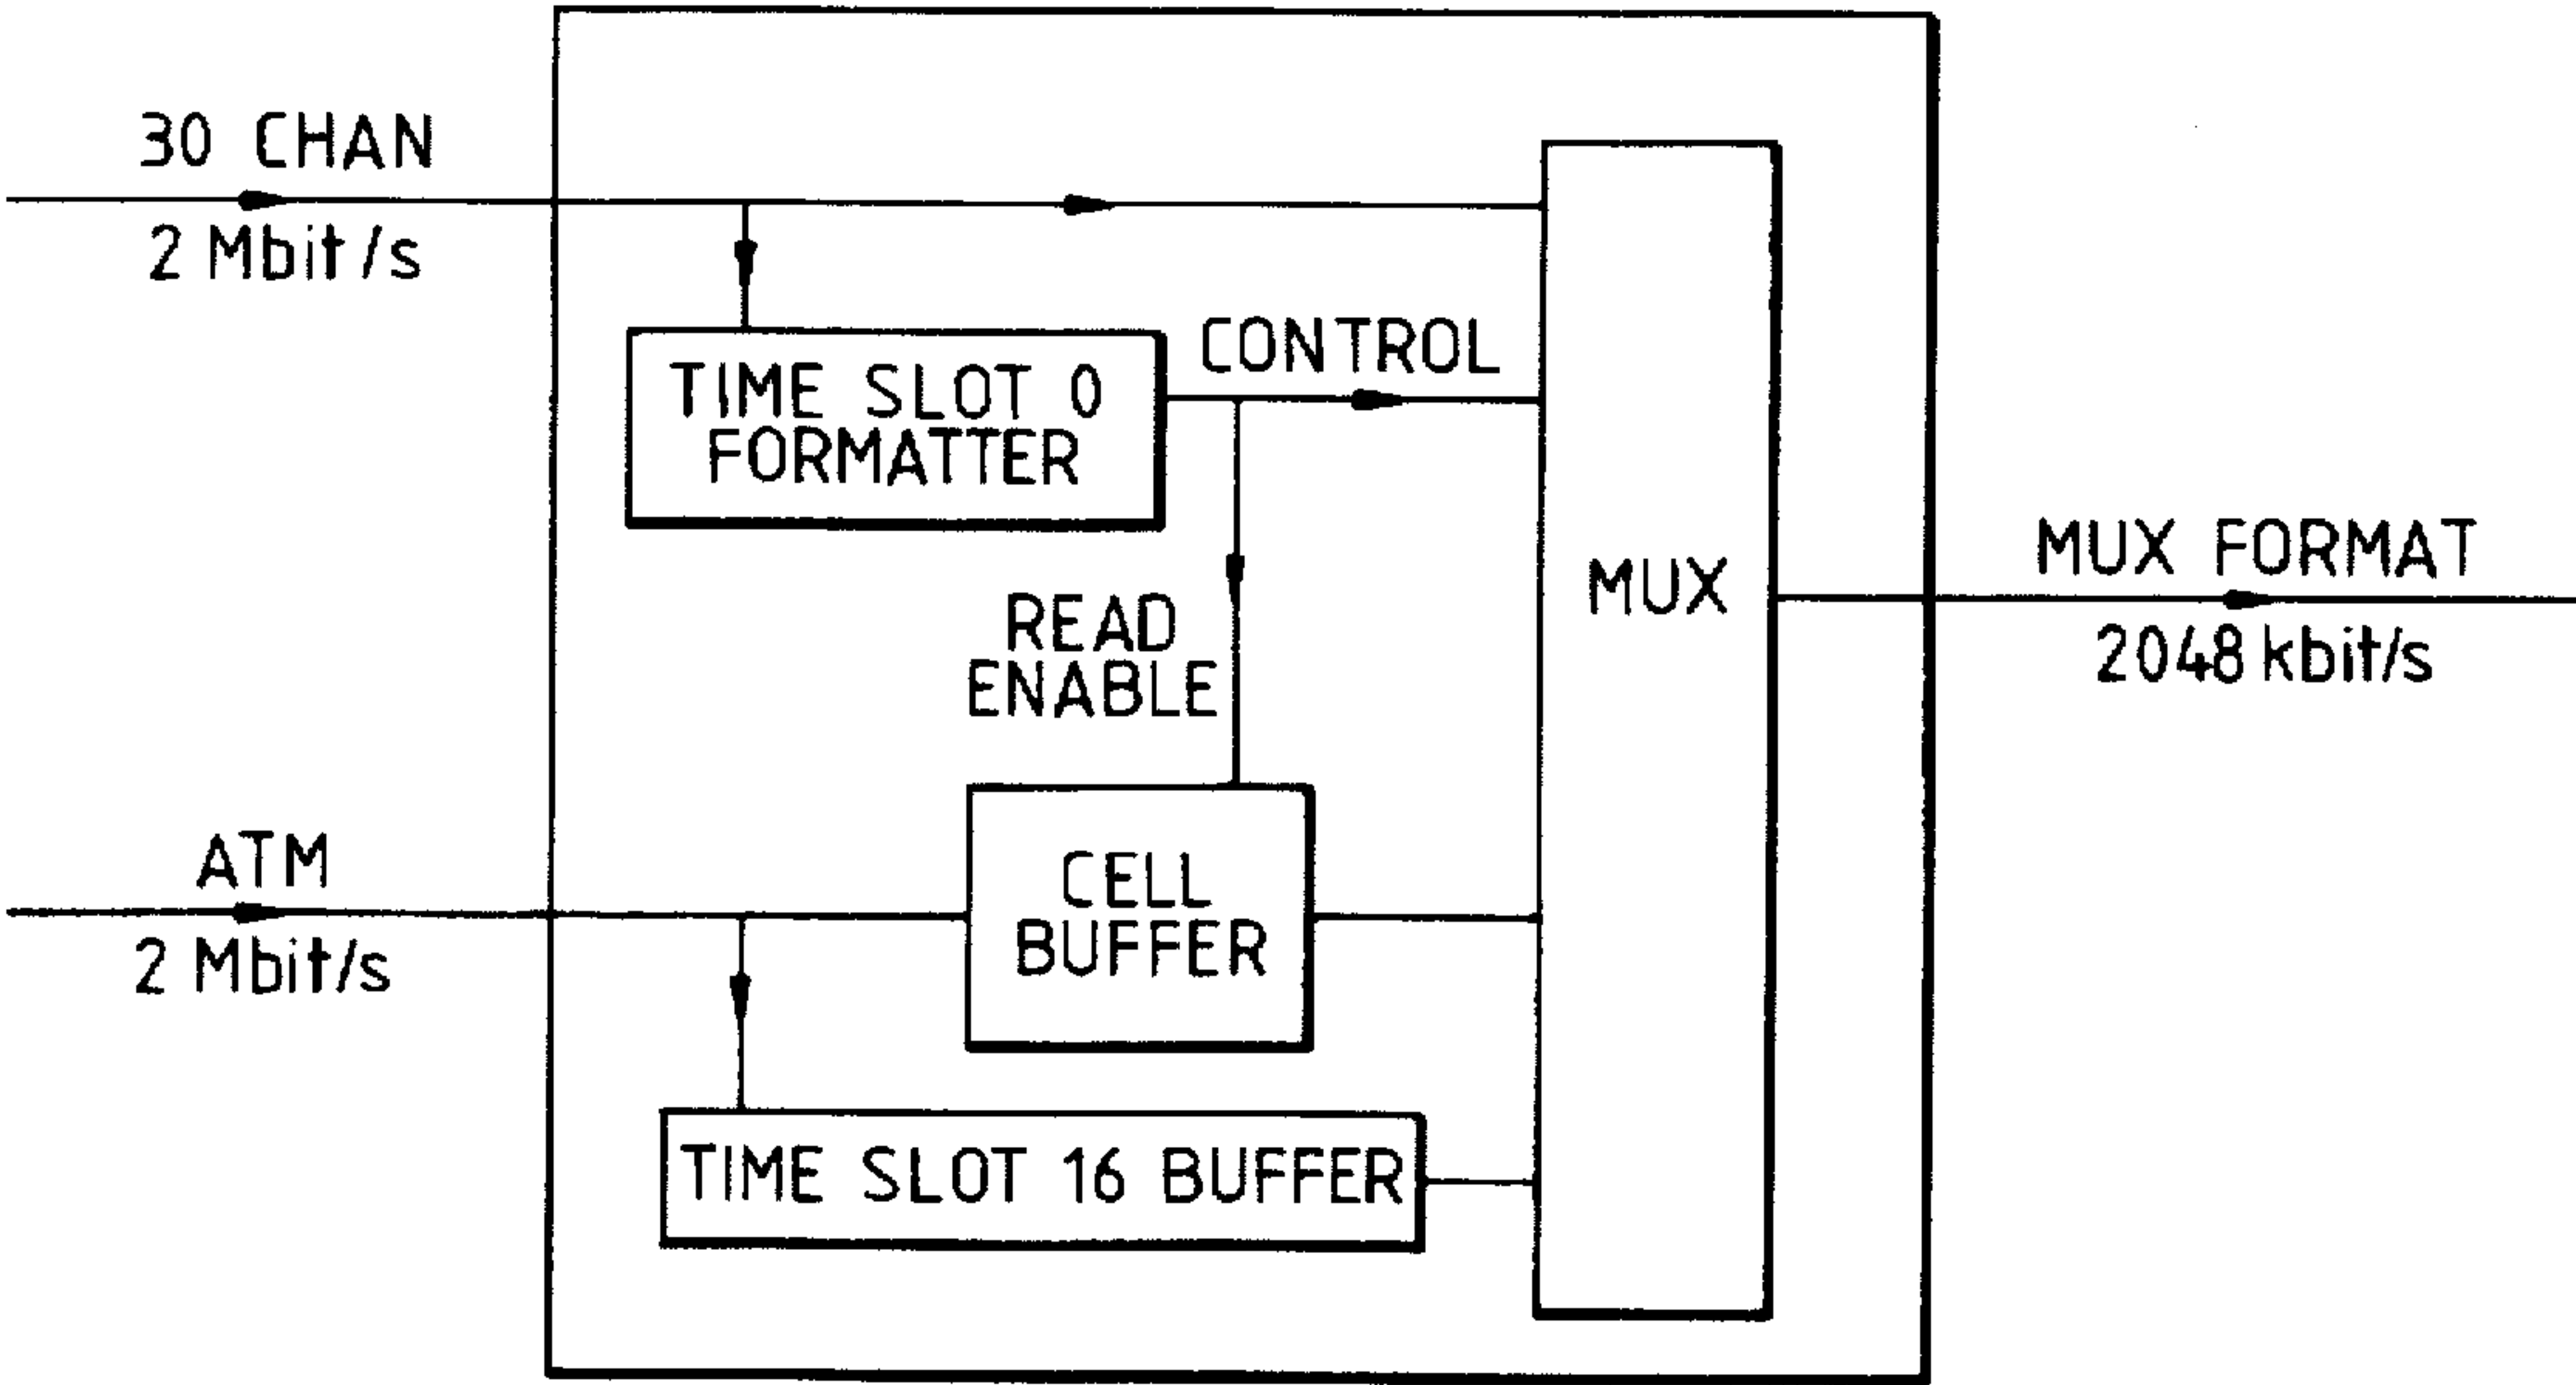 30 CHAN
2 Mbit/s
TIME SLOT 0
FORMATTER
CONTROL
READ
ENABLE
MUX
MUX FORMAT
2048 kbit/s
ATM
2 Mbit/s
CELL
BUFFER
TIME SLOT 16 BUFFER